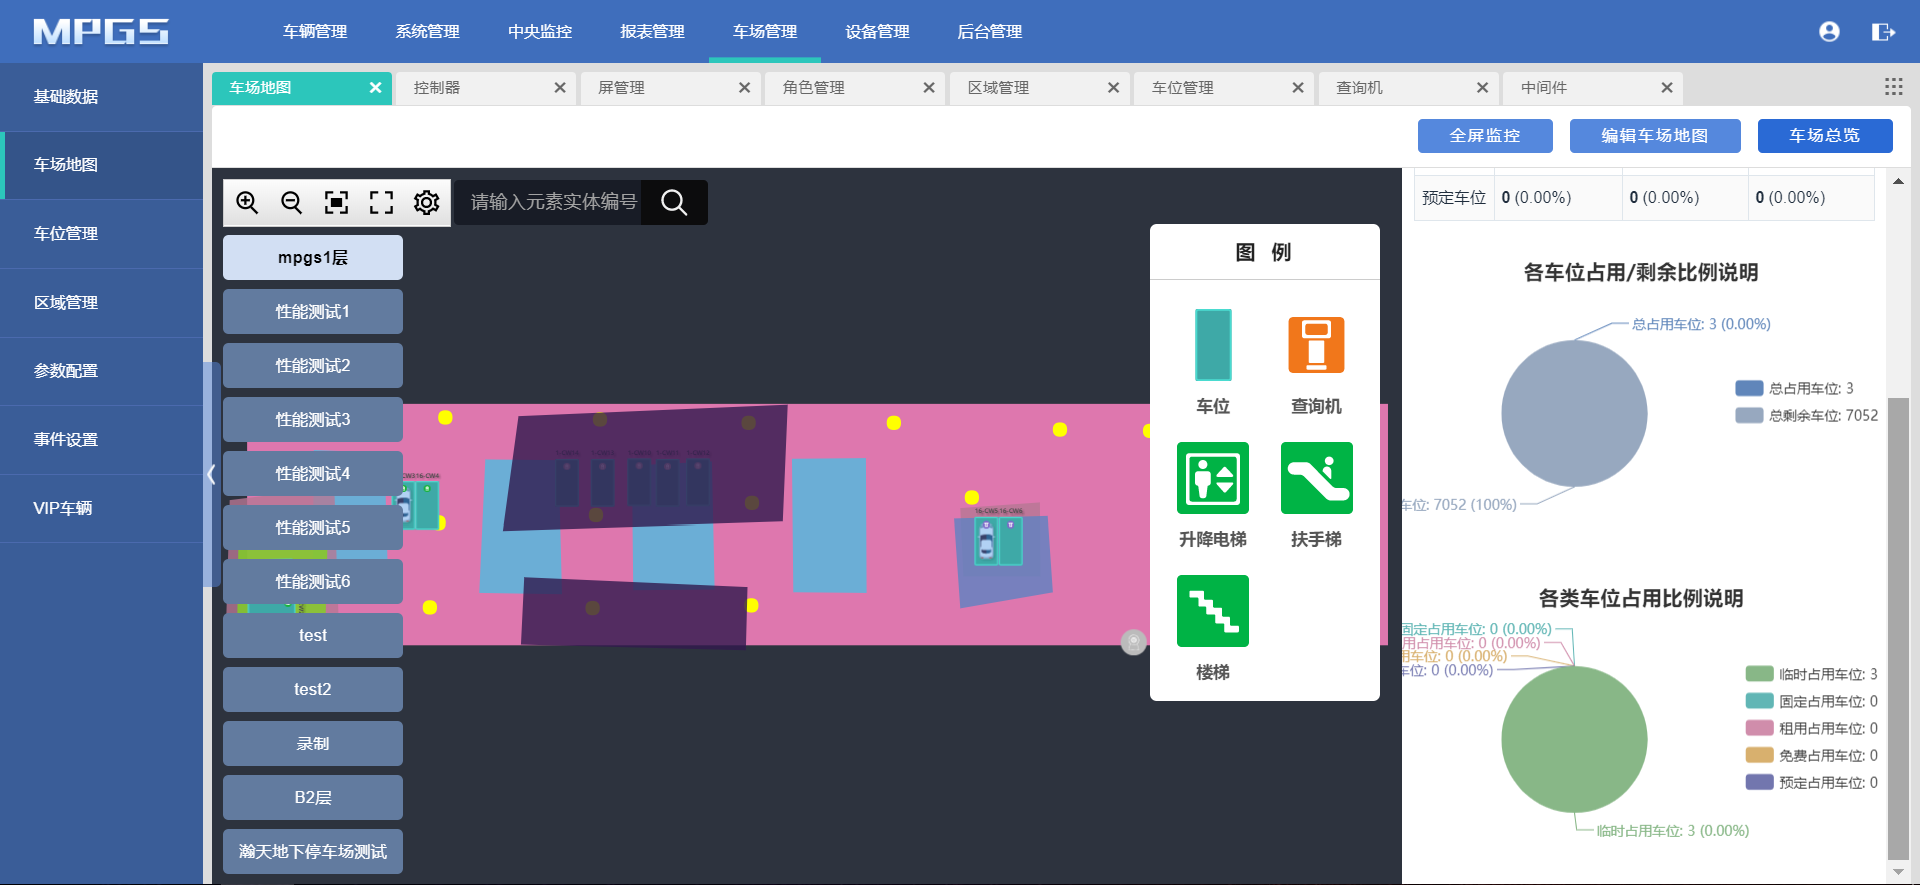 MPGS
车辆管理 系统管理 中央监控 报表管理 车场管理 设备管理 后台管理
基础数据
车场地图
车位管理
区域管理
参数配置
事件设置
VIP车辆
车场地图 控制器 屏管理 角色管理 区域管理 车位管理 查询机 中间件
全屏监控 编辑车场地图 车场总览
请输入元素实体编号
mpgs1层
性能测试1
性能测试2
性能测试3
性能测试4
性能测试5
性能测试6
test
test2
录制
B2层
瀚天地下停车场测试
16-CW5 16-CW6
图 例
车位 查询机
升降电梯 扶手梯
楼梯
预定车位 0 (0.00%) 0 (0.00%) 0 (0.00%)
各车位占用/剩余比例说明
总占用车位: 3 (0.00%)
总占用车位: 3
总剩余车位: 7052
车位: 7052 (100%)
各类车位占用比例说明
固定占用车位: 0 (0.00%)
用占用车位: 0 (0.00%)
用车位: 0 (0.00%)
车位: 0 (0.00%)
临时占用车位: 3
固定占用车位: 0
租用占用车位: 0
免费占用车位: 0
预定占用车位: 0
临时占用车位: 3 (0.00%)